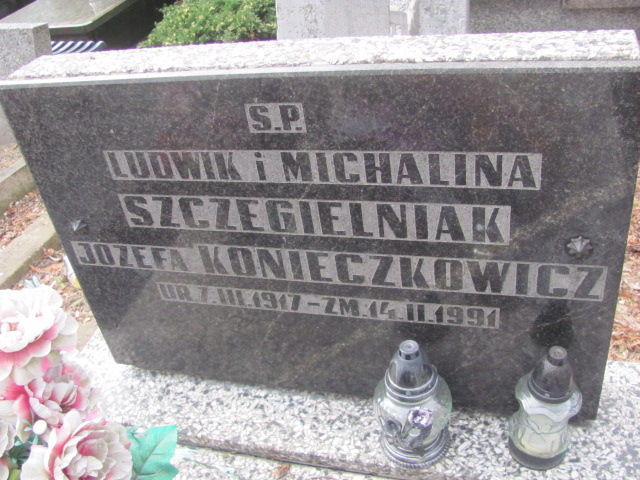 S.P.
LUDWIK i MICHALINA
SZCZEGIELNIAK
JÓZEFA KONIECZKOWICZ
UR. 7. III. 1917 - ZM. 14. II. 1991